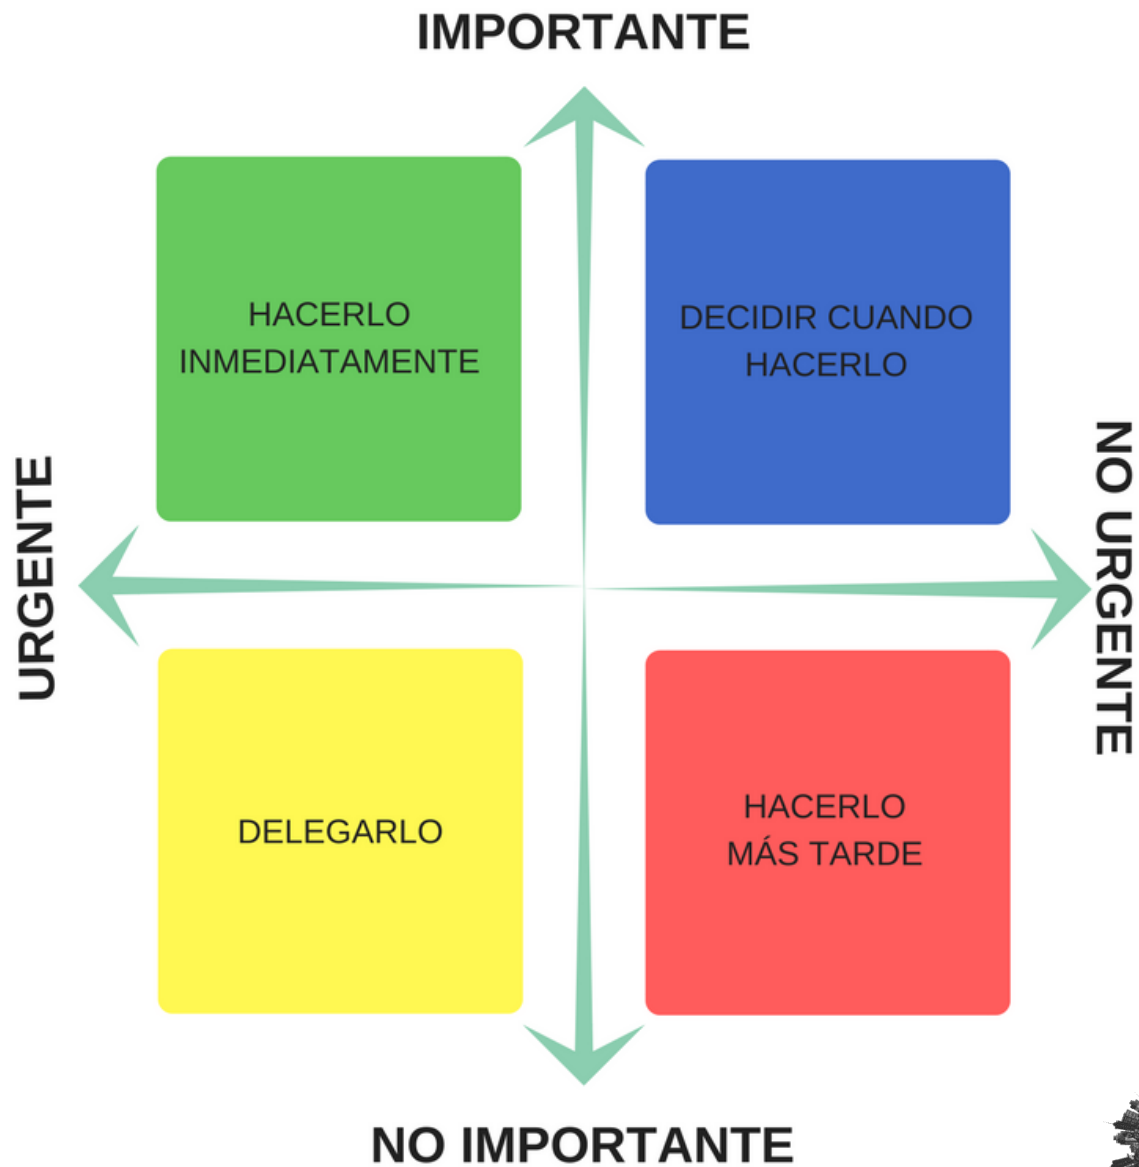 IMPORTANTE
HACERLO
INMEDIATAMENTE
DECIDIR CUANDO
HACERLO
URGENTE
NO URGENTE
DELEGARLO
HACERLO
MÁS TARDE
NO IMPORTANTE